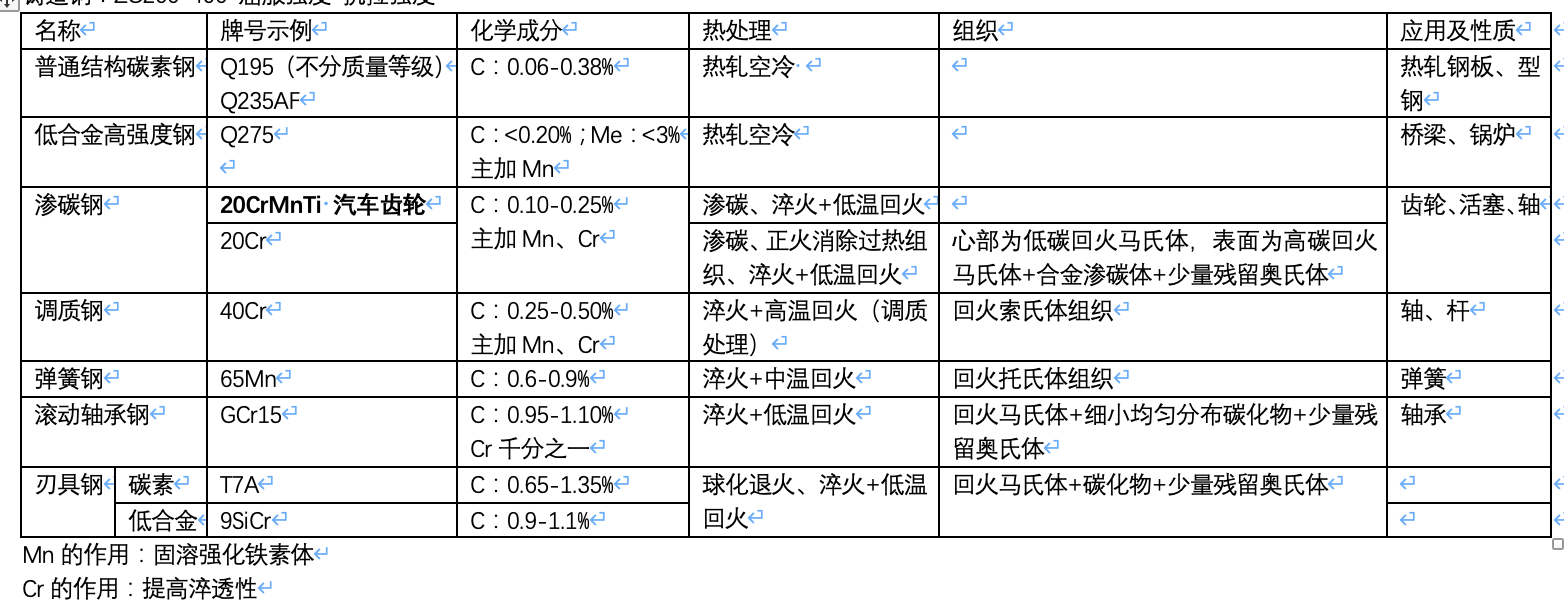 名称 牌号示例 化学成分 热处理 组织 应用及性质
普通结构碳素钢 Q195（不分质量等级） C：0.06-0.38% 热轧空冷 热轧钢板、型
Q235AF 钢
低合金高强度钢 Q275 C：<0.20%；Me：<3% 热轧空冷 桥梁、锅炉
主加 Mn
渗碳钢 20CrMnTi 汽车齿轮 C：0.10-0.25% 渗碳、淬火+低温回火 齿轮、活塞、轴
20Cr 主加 Mn、Cr 渗碳、正火消除过热组 心部为低碳回火马氏体，表面为高碳回火
织、淬火+低温回火 马氏体+合金渗碳体+少量残留奥氏体
调质钢 40Cr C：0.25-0.50% 淬火+高温回火（调质 回火索氏体组织 轴、杆
主加 Mn、Cr 处理）
弹簧钢 65Mn C：0.6-0.9% 淬火+中温回火 回火托氏体组织 弹簧
滚动轴承钢 GCr15 C：0.95-1.10% 淬火+低温回火 回火马氏体+细小均匀分布碳化物+少量残 轴承
Cr 千分之一 留奥氏体
刃具钢 碳素 T7A C：0.65-1.35% 球化退火、淬火+低温 回火马氏体+碳化物+少量残留奥氏体
低合金 9SiCr C：0.9-1.1% 回火
Mn 的作用：固溶强化铁素体
Cr 的作用：提高淬透性